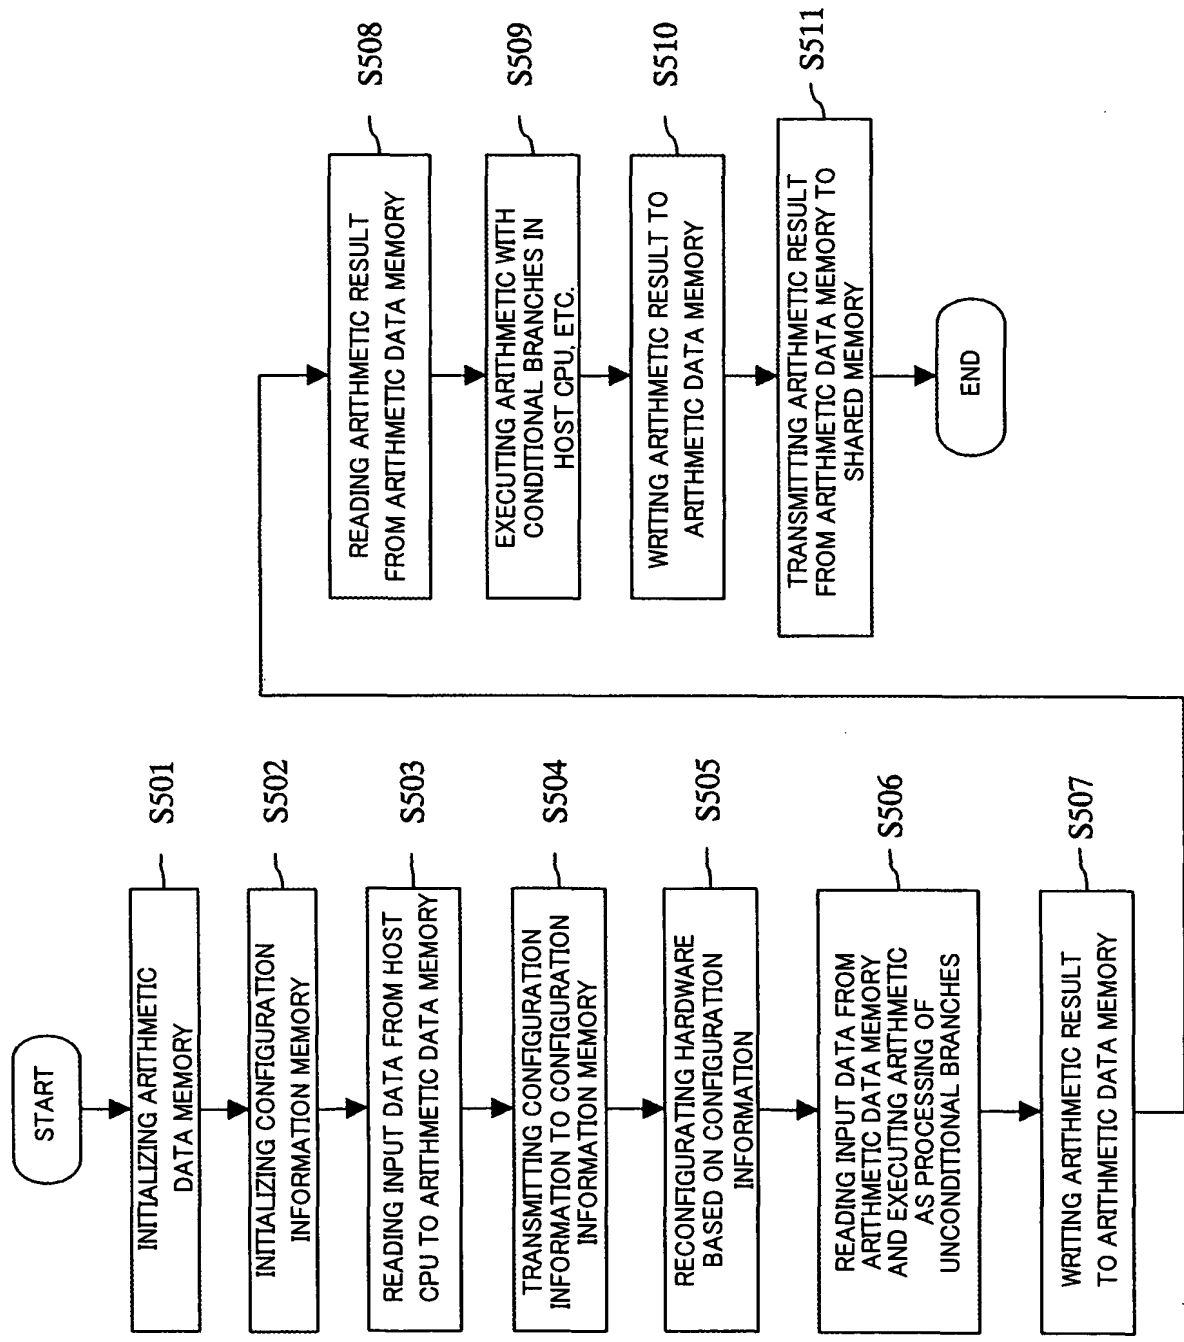 START
INITIALIZING ARITHMETIC
DATA MEMORY
S501
INITIALIZING CONFIGURATION
INFORMATION MEMORY
S502
READING INPUT DATA FROM HOST
CPU TO ARITHMETIC DATA MEMORY
S503
TRANSMITTING CONFIGURATION
INFORMATION TO CONFIGURATION
INFORMATION MEMORY
S504
RECONFIGURATING HARDWARE
BASED ON CONFIGURATION
INFORMATION
S505
READING INPUT DATA FROM
ARITHMETIC DATA MEMORY
AND EXECUTING ARITHMETIC
AS PROCESSING OF
UNCONDITIONAL BRANCHES
S506
WRITING ARITHMETIC RESULT
TO ARITHMETIC DATA MEMORY
S507
READING ARITHMETIC RESULT
FROM ARITHMETIC DATA MEMORY
S508
EXECUTING ARITHMETIC WITH
CONDITIONAL BRANCHES IN
HOST CPU, ETC.
S509
WRITING ARITHMETIC RESULT TO
ARITHMETIC DATA MEMORY
S510
TRANSMITTING ARITHMETIC RESULT
FROM ARITHMETIC DATA MEMORY TO
SHARED MEMORY
S511
END